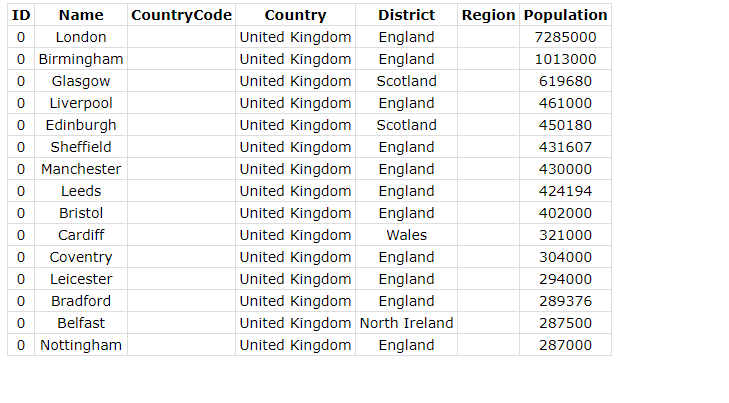 ID Name CountryCode Country District Region Population
0 London United Kingdom England 7285000
0 Birmingham United Kingdom England 1013000
0 Glasgow United Kingdom Scotland 619680
0 Liverpool United Kingdom England 461000
0 Edinburgh United Kingdom Scotland 450180
0 Sheffield United Kingdom England 431607
0 Manchester United Kingdom England 430000
0 Leeds United Kingdom England 424194
0 Bristol United Kingdom England 402000
0 Cardiff United Kingdom Wales 321000
0 Coventry United Kingdom England 304000
0 Leicester United Kingdom England 294000
0 Bradford United Kingdom England 289376
0 Belfast United Kingdom North Ireland 287500
0 Nottingham United Kingdom England 287000